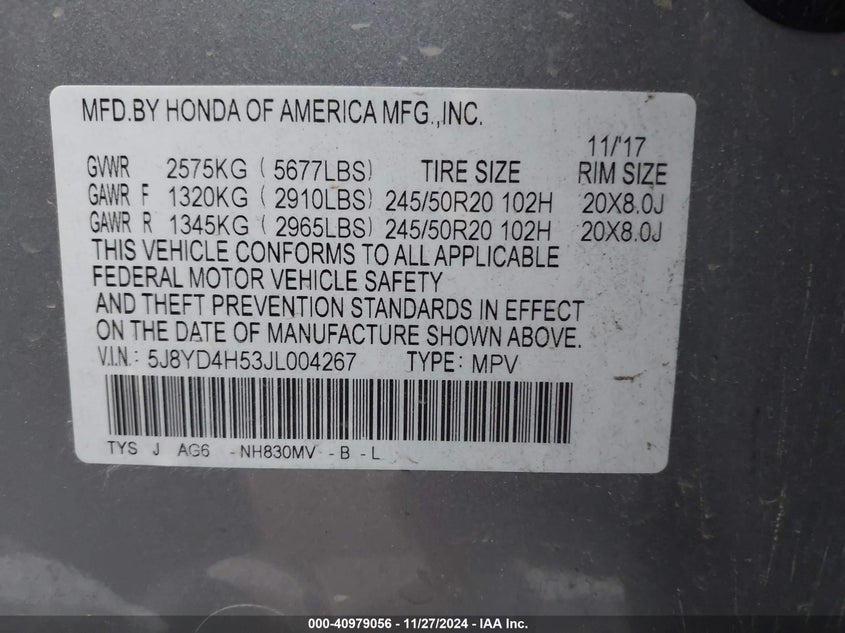 MFD.BY HONDA OF AMERICA MFG.,INC.
11/'17
GVWR 2575KG ( 5677LBS) TIRE SIZE RIM SIZE
GAWR F 1320KG ( 2910LBS) 245/50R20 102H 20X8.0J
GAWR R 1345KG ( 2965LBS) 245/50R20 102H 20X8.0J
THIS VEHICLE CONFORMS TO ALL APPLICABLE
FEDERAL MOTOR VEHICLE SAFETY
AND THEFT PREVENTION STANDARDS IN EFFECT
ON THE DATE OF MANUFACTURE SHOWN ABOVE.
V.I.N.: 5J8YD4H53JL004267 TYPE: MPV
TYS J AG6 -NH830MV -B -L
000-40979056 - 11/27/2024 - IAA Inc.